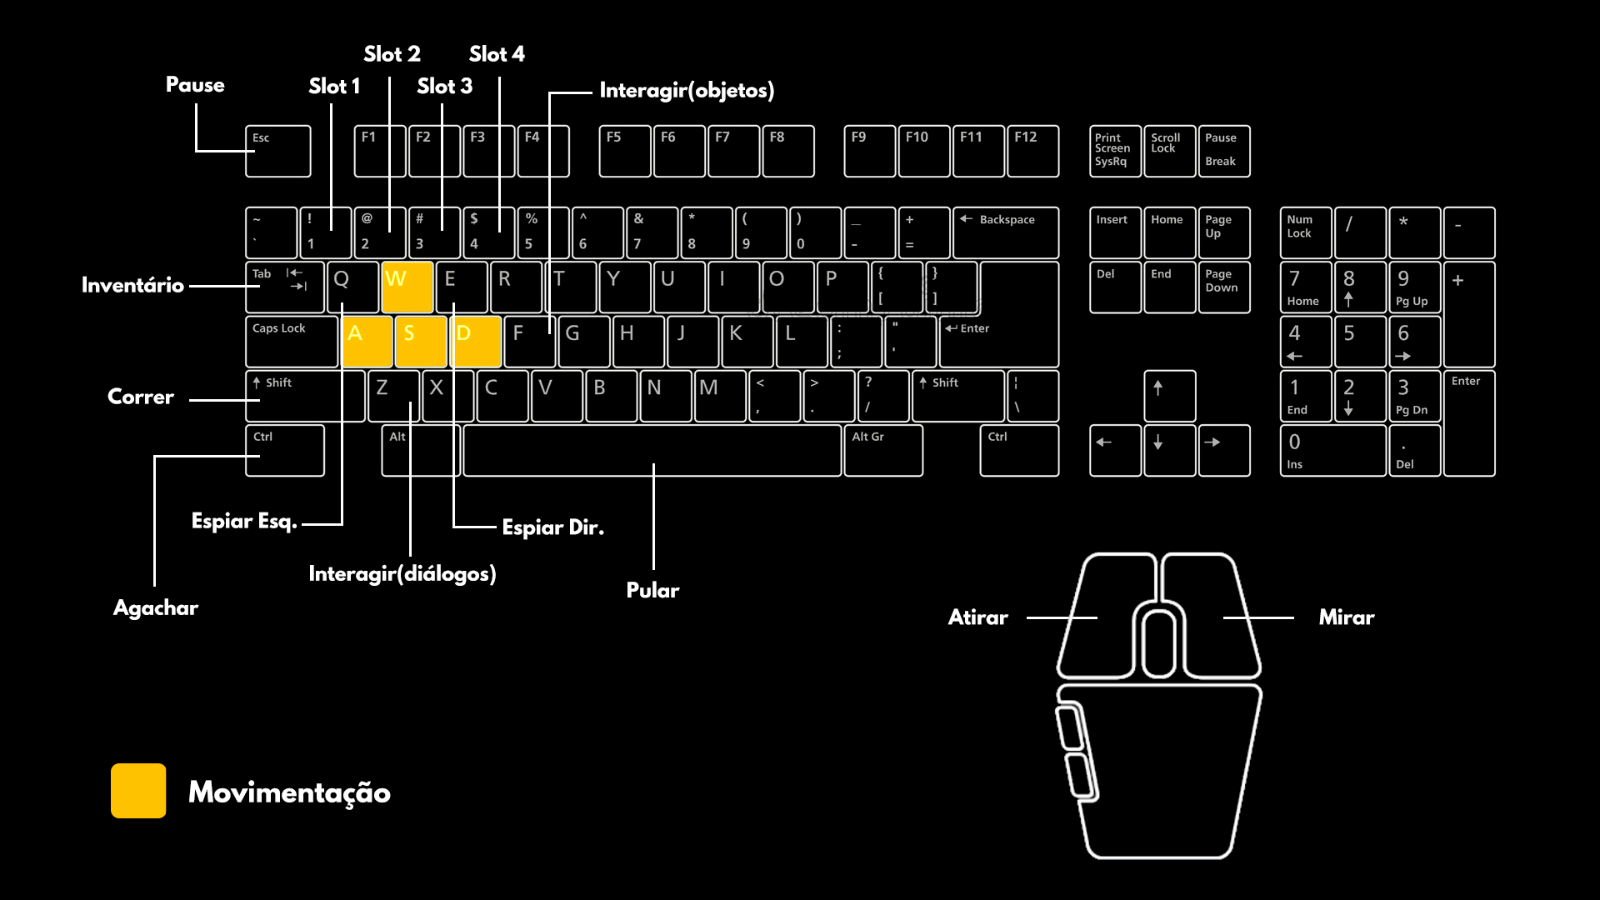 Slot 2 Slot 4
Pause Slot 1 Slot 3 Interagir(objetos)
Esc F1 F2 F3 F4 F5 F6 F7 F8 F9 F10 F11 F12 Print Screen SysRq Scroll Lock Pause Break
~ ` ! 1 @ 2 # 3 $ 4 % 5 ^ 6 & 7 * 8 ( 9 ) 0 _ - + = ← Backspace Insert Home Page Up Num Lock / * -
Inventário Tab |← →| Q W E R T Y U I O P { [ } ] Del End Page Down 7 Home 8 ↑ 9 Pg Up +
Caps Lock A S D F G H J K L : ; " ' ↵ Enter 4 ← 5 6 →
Correr ↑ Shift Z X C V B N M < , > . ? / ↑ Shift ¦ \ ↑ 1 End 2 ↓ 3 Pg Dn Enter
Ctrl Alt Alt Gr Ctrl ← ↓ → 0 Ins . Del
Espiar Esq. Espiar Dir.
Interagir(diálogos)
Pular
Agachar
Atirar Mirar
Movimentação